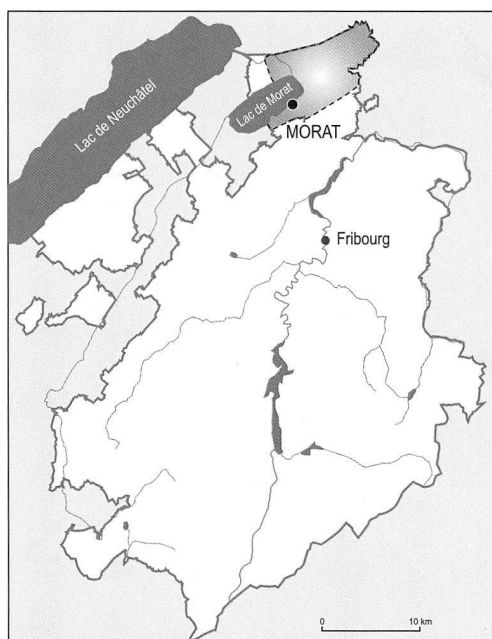 Lac de Neuchâtel
Lac de Morat
MORAT
Fribourg
0 10 km